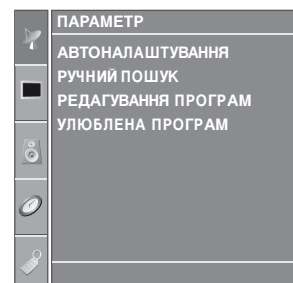 ПАРАМЕТР
АВТОНАЛАШТУВАННЯ
РУЧНИЙ ПОШУК
РЕДАГУВАННЯ ПРОГРАМ
УЛЮБЛЕНА ПРОГРАМ